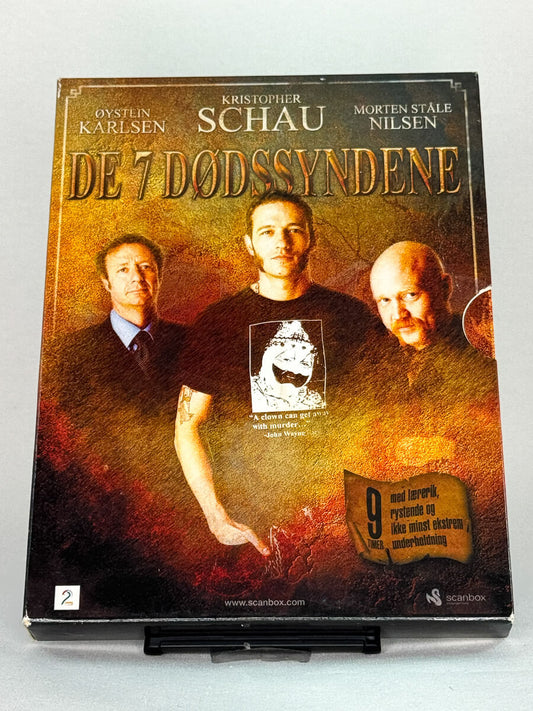 ØYSTEIN
KARLSEN
KRISTOPHER
SCHAU
MORTEN STÅLE
NILSEN
DE 7 DØDSSYNDENE
"A clown can get away
with murder..."
-John Wayne
9
TIMER
med lærerik,
rystende og
ikke minst ekstrem
underholdning
2
www.scanbox.com
scanbox